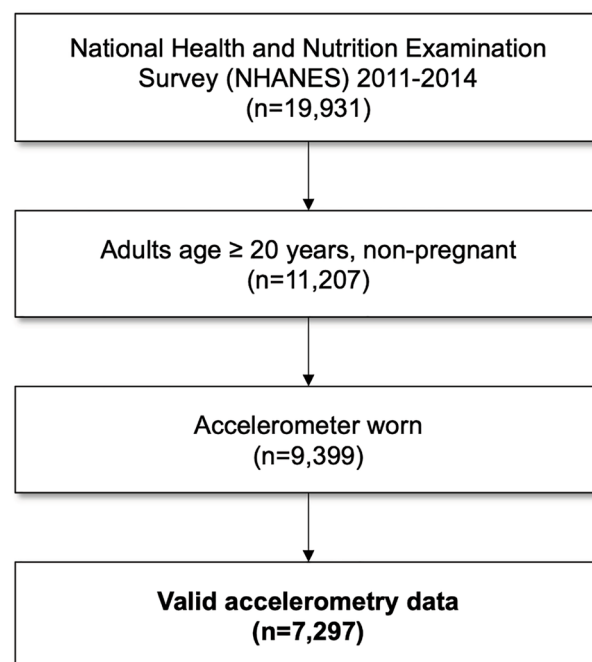 National Health and Nutrition Examination
Survey (NHANES) 2011-2014
(n=19,931)
Adults age ≥ 20 years, non-pregnant
(n=11,207)
Accelerometer worn
(n=9,399)
Valid accelerometry data
(n=7,297)